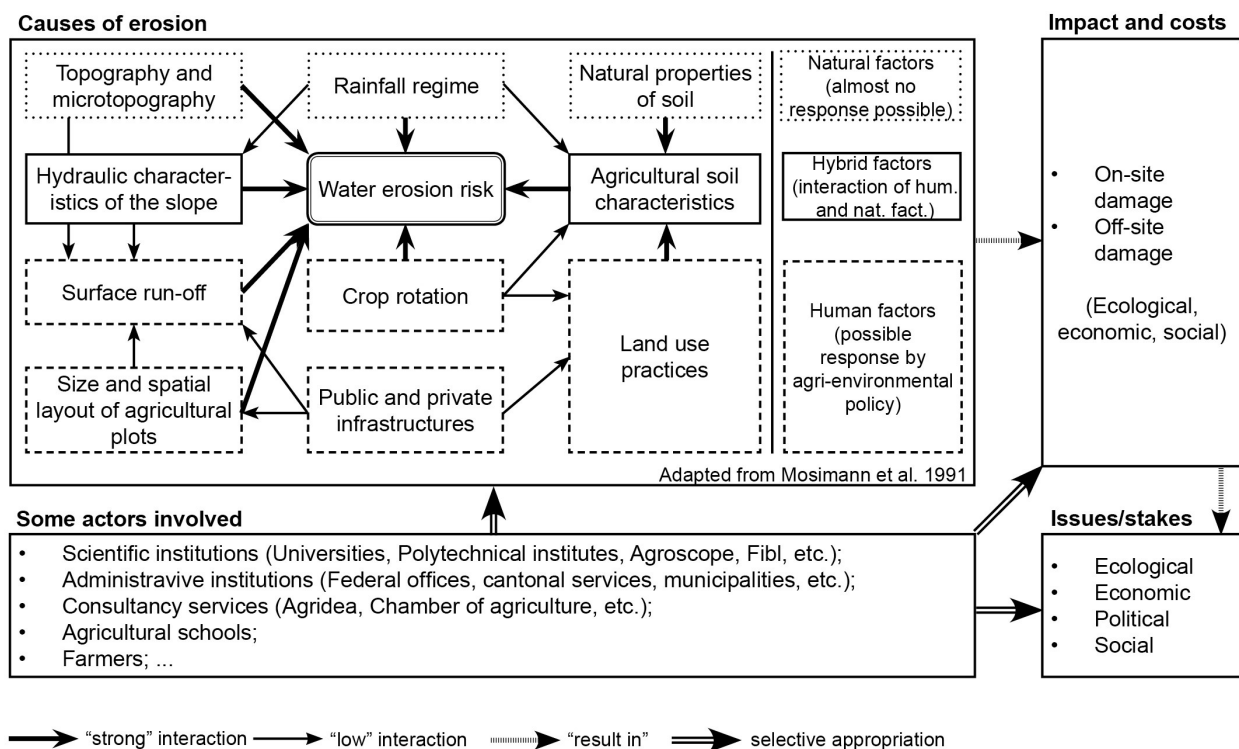 Causes of erosion
Impact and costs
Topography and
microtopography
Rainfall regime
Natural properties
of soil
Natural factors
(almost no
response possible)
Hydraulic character-
istics of the slope
Water erosion risk
Agricultural soil
characteristics
Hybrid factors
(interaction of hum.
and nat. fact.)
Surface run-off
Crop rotation
Land use
practices
Human factors
(possible
response by
agri-environmental
policy)
Size and spatial
layout of agricultural
plots
Public and private
infrastructures
Adapted from Mosimann et al. 1991
• On-site
damage
• Off-site
damage
(Ecological,
economic, social)
Some actors involved
• Scientific institutions (Universities, Polytechnical institutes, Agroscope, Fibl, etc.);
• Administravive institutions (Federal offices, cantonal services, municipalities, etc.);
• Consultancy services (Agridea, Chamber of agriculture, etc.);
• Agricultural schools;
• Farmers; ...
Issues/stakes
• Ecological
• Economic
• Political
• Social
“strong” interaction
“low” interaction
“result in”
selective appropriation